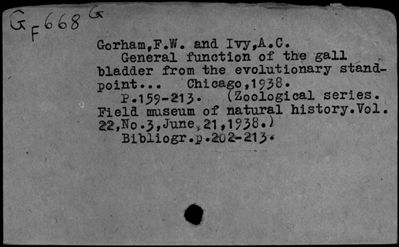 G F 668 G
Gorham,F.W. and Ivy,A.C.
General function of the gall
bladder from the evolutionary stand-
point... Chicago,1938.
P.159-213. (Zoological series.
Field museum of natural history.Vol.
22,No.3,June,21,1938.)
Bibliogr.p.202-213.